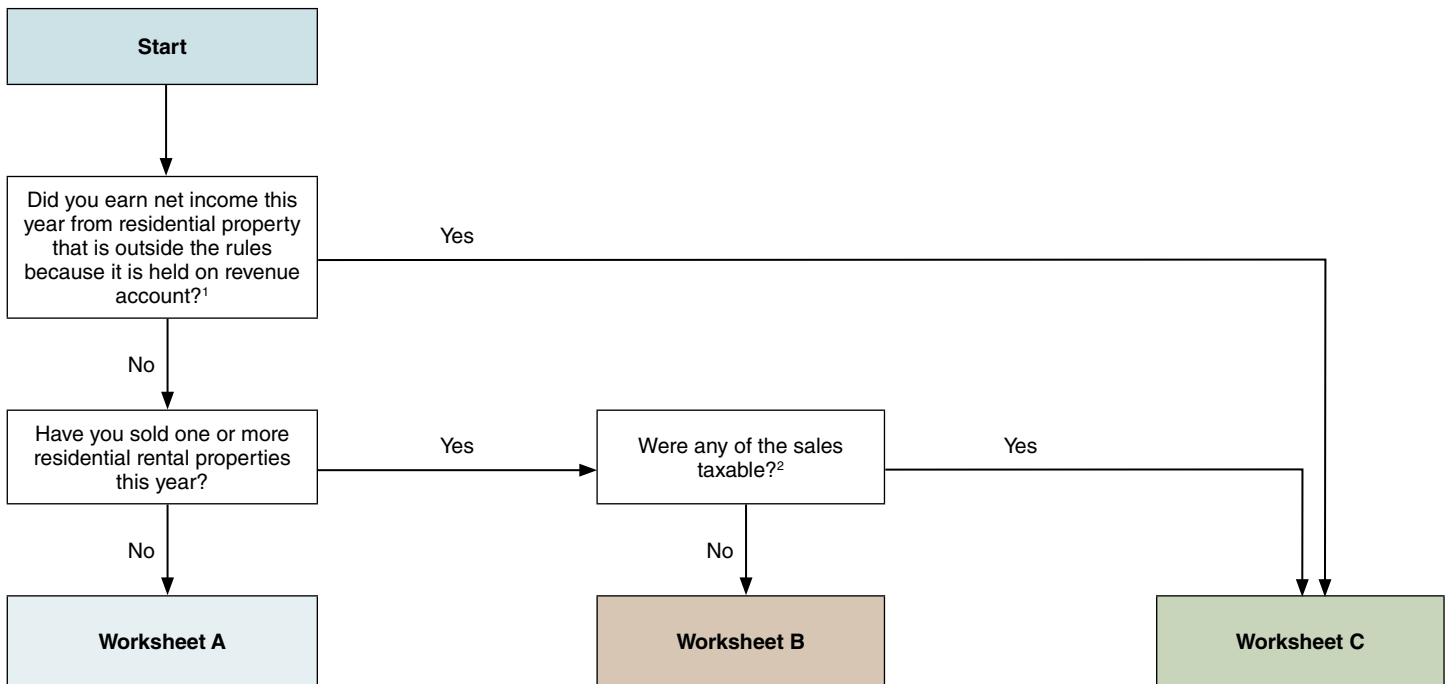 Start
Did you earn net income this
year from residential property
that is outside the rules
because it is held on revenue
account?¹
Yes
No
Have you sold one or more
residential rental properties
this year?
Yes
Were any of the sales
taxable?²
Yes
No
No
Worksheet A
Worksheet B
Worksheet C